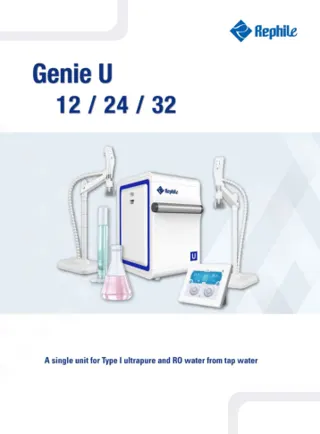 Rephile
Genie U
12 / 24 / 32
Rephile
U
A single unit for Type I ultrapure and RO water from tap water